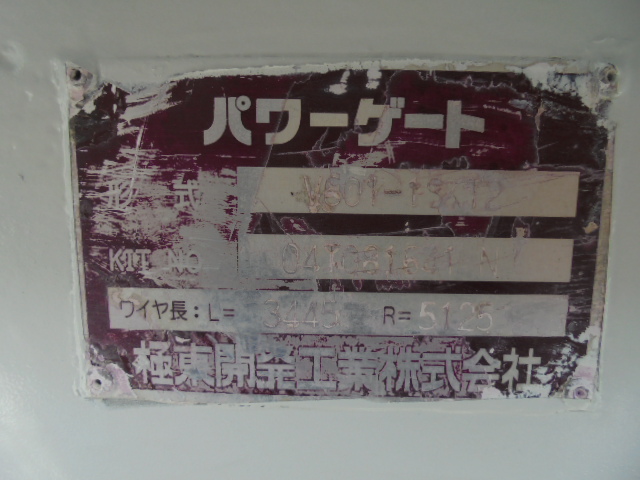 パワーゲート
形式
KIT NO
ワイヤ長:L= 3445 R= 5125
極東開発工業株式会社